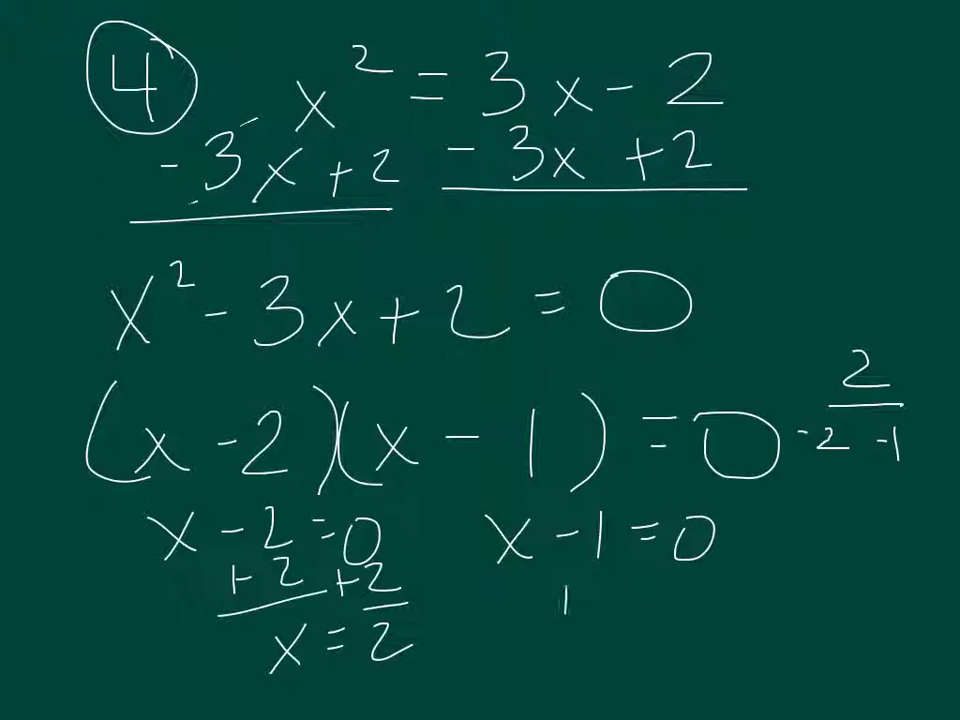 4 x² = 3x - 2
- 3x + 2 - 3x + 2
x² - 3x + 2 = 0
2
(x - 2)(x - 1) = 0 -2 -1
x - 2 = 0 x - 1 = 0
+ 2 + 2
x = 2